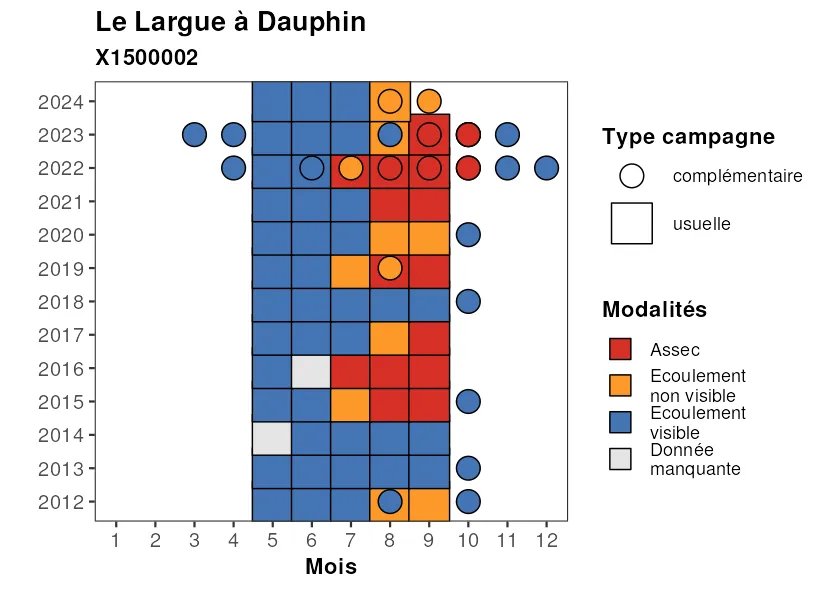 Le Largue à Dauphin
X1500002
2024
2023
2022
2021
2020
2019
2018
2017
2016
2015
2014
2013
2012
1 2 3 4 5 6 7 8 9 10 11 12
Mois
Type campagne
complémentaire
usuelle
Modalités
Assec
Ecoulement
non visible
Ecoulement
visible
Donnée
manquante